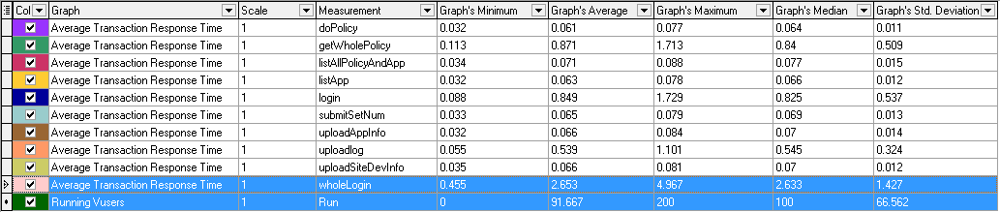 Col Graph Scale Measurement Graph's Minimum Graph's Average Graph's Maximum Graph's Median Graph's Std. Deviation
Average Transaction Response Time 1 doPolicy 0.032 0.061 0.077 0.064 0.011
Average Transaction Response Time 1 getWholePolicy 0.113 0.871 1.713 0.84 0.509
Average Transaction Response Time 1 listAllPolicyAndApp 0.034 0.071 0.088 0.077 0.015
Average Transaction Response Time 1 listApp 0.032 0.063 0.078 0.066 0.012
Average Transaction Response Time 1 login 0.088 0.849 1.729 0.825 0.537
Average Transaction Response Time 1 submitSetNum 0.033 0.065 0.079 0.069 0.013
Average Transaction Response Time 1 uploadAppInfo 0.032 0.066 0.084 0.07 0.014
Average Transaction Response Time 1 uploadlog 0.055 0.539 1.101 0.545 0.324
Average Transaction Response Time 1 uploadSiteDevInfo 0.035 0.066 0.081 0.07 0.012
Average Transaction Response Time 1 wholeLogin 0.455 2.653 4.967 2.633 1.427
Running Vusers 1 Run 0 91.667 200 100 66.562